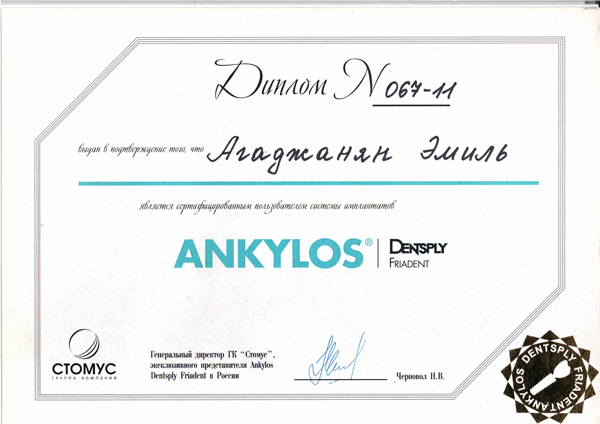 Диплом N 067-11
выдан в подтверждение того, что Агаджанян Эмиль
является сертифицированным пользователем системы имплантатов
ANKYLOS® | DENTSPLY
FRIADENT
СТОМУС
ГРУППА КОМПАНИЙ
Генеральный директор ГК "Стомус",
эксклюзивного предтавителя Ankylos
Dentsply Friadent в России
Черновол Н.В.
DENTSPLY FRIADENT ANKYLOS